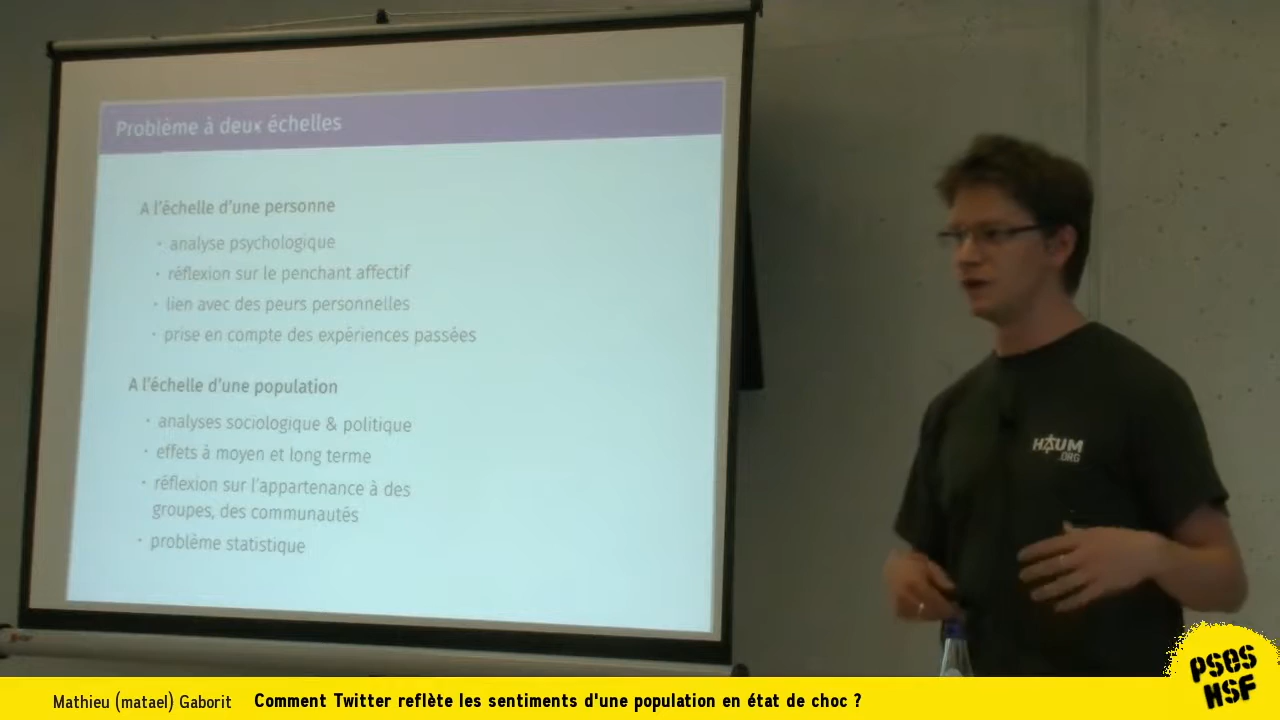 Problème à deux échelles
A l'échelle d'une personne
· analyse psychologique
· réflexion sur le penchant affectif
· lien avec des peurs personnelles
· prise en compte des expériences passées
A l'échelle d'une population
· analyses sociologique & politique
· effets à moyen et long terme
· réflexion sur l'appartenance à des
groupes, des communautés
· problème statistique
HAUM
.ORG
Mathieu (matael) Gaborit Comment Twitter reflète les sentiments d'une population en état de choc ?
PSES
HSF